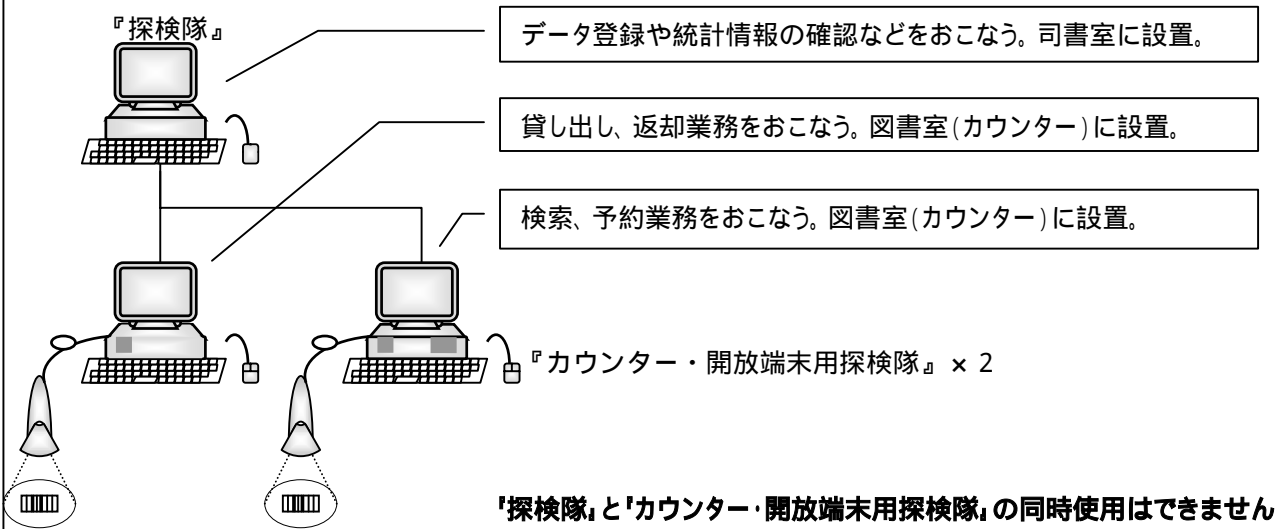 『探検隊』
データ登録や統計情報の確認などをおこなう。司書室に設置。
貸し出し、返却業務をおこなう。図書室(カウンター)に設置。
検索、予約業務をおこなう。図書室(カウンター)に設置。
『カウンター・開放端末用探検隊』×2
『探検隊』と『カウンター・開放端末用探検隊』の同時使用はできません